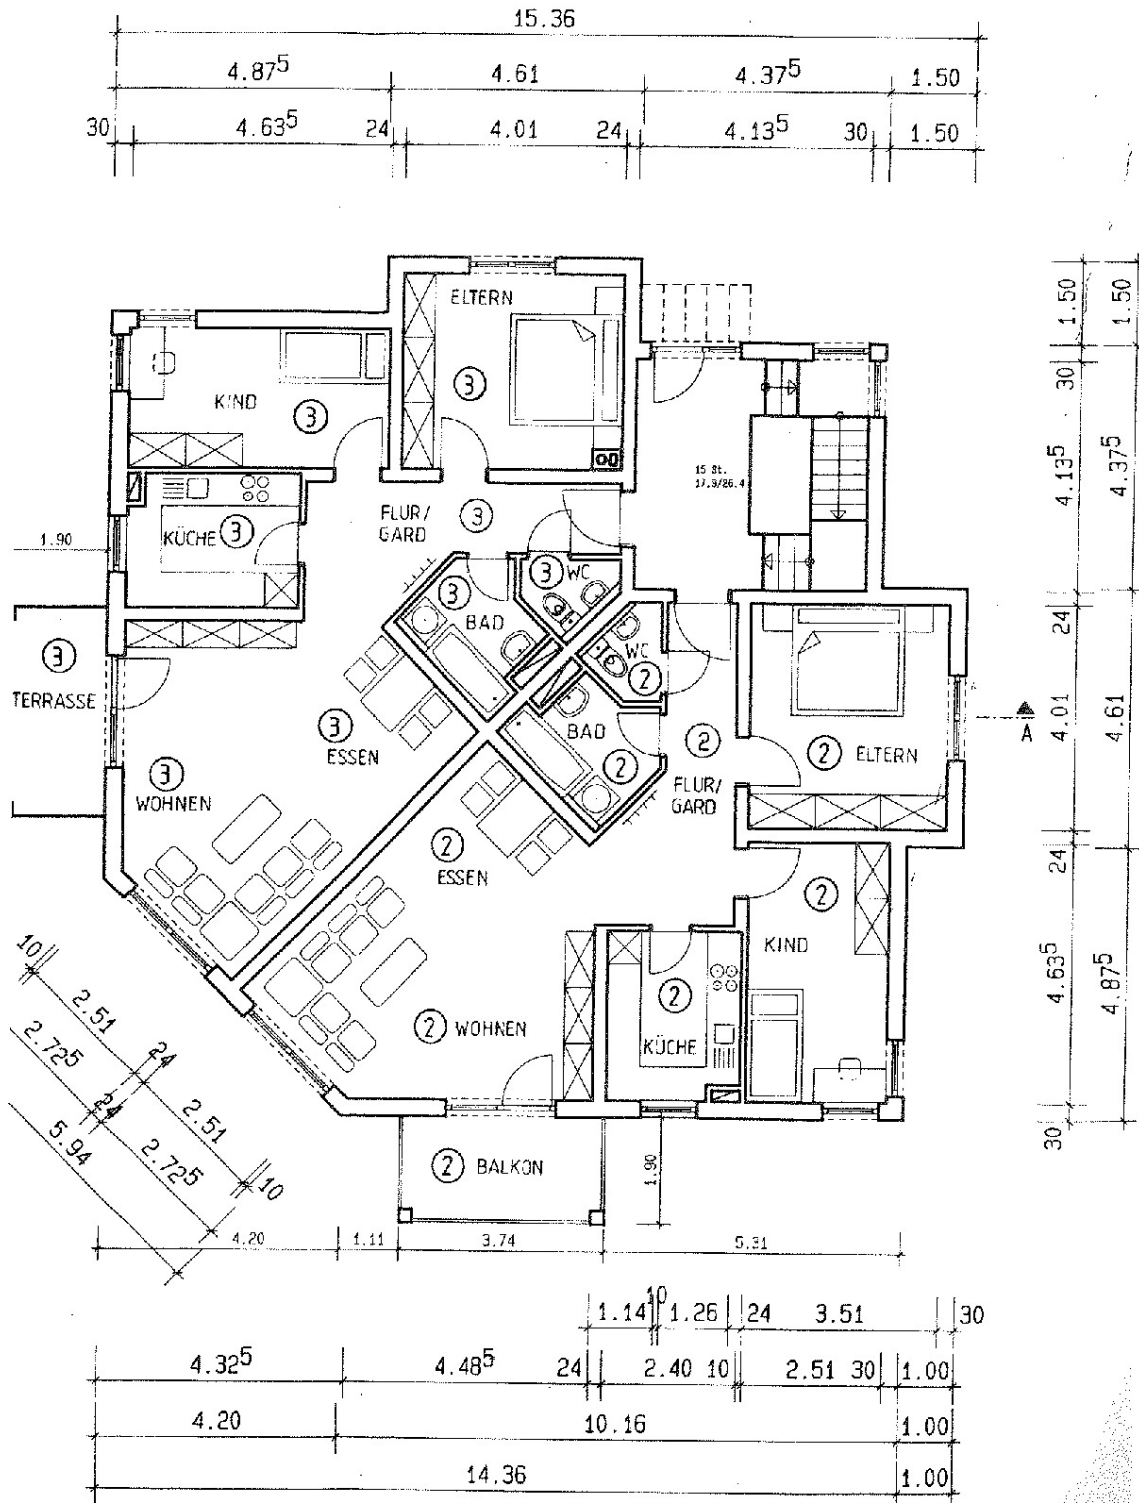 15.36
4.87⁵ 4.61 4.37⁵ 1.50
30 4.63⁵ 24 4.01 24 4.13⁵ 30 1.50
ELTERN
3
KIND
3
15 St.
17.9/26.4
KÜCHE 3
FLUR/
GARD
3
1.90
3 WC
3
BAD
3
TERRASSE
WC
2
BAD
2
2
FLUR/
GARD
2 ELTERN
3
ESSEN
3
WOHNEN
2
ESSEN
2
KIND
2 WOHNEN
2
KÜCHE
2 BALKON
1.90
A
1.50
30
4.13⁵
24
4.01
24
4.63⁵
30
1.50
4.37⁵
4.61
4.87⁵
10
2.51
24
2.51
10
2.72⁵
24
2.72⁵
5.94
4.20 1.11 3.74 5.31
1.14 10 1.26 24 3.51 30
4.32⁵ 4.48⁵ 24 2.40 10 2.51 30 1.00
4.20 10.16 1.00
14.36 1.00